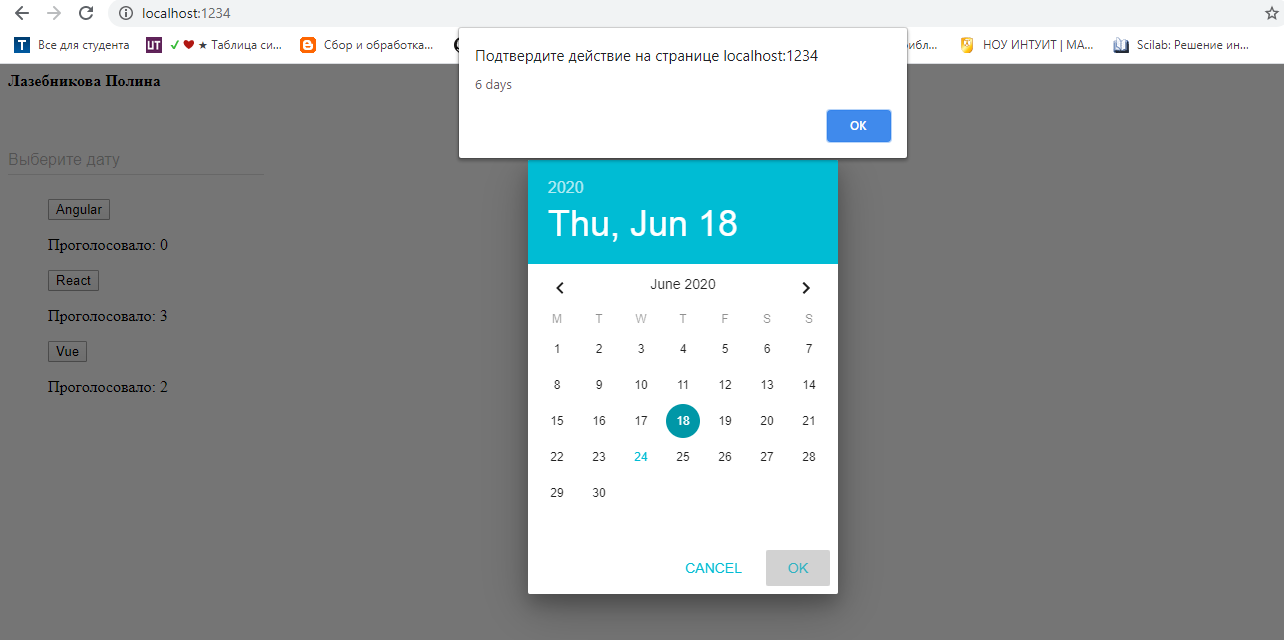 localhost:1234
Все для студента
UT
✓ ❤ ★ Таблица си...
Сбор и обработка...
НОУ ИНТУИТ | МА...
Scilab: Решение ин...
Подтвердите действие на странице localhost:1234
6 days
OK
Лазебникова Полина
Выберите дату
Angular
Проголосовало: 0
React
Проголосовало: 3
Vue
Проголосовало: 2
2020
Thu, Jun 18
June 2020
M T W T F S S
1 2 3 4 5 6 7
8 9 10 11 12 13 14
15 16 17 18 19 20 21
22 23 24 25 26 27 28
29 30
CANCEL OK